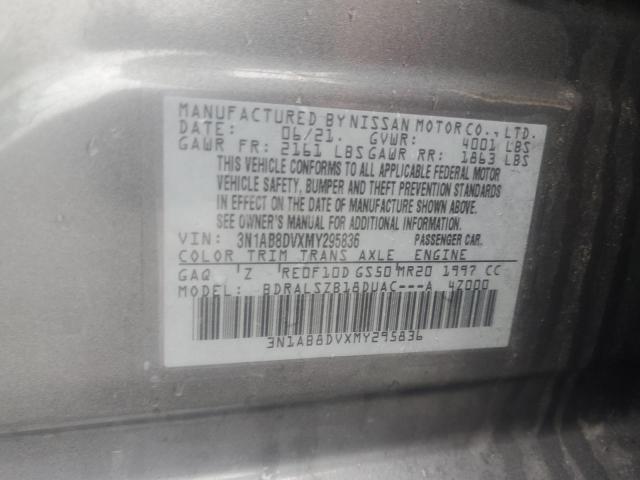 MANUFACTURED BY NISSAN MOTOR CO., LTD.
DATE: 06/21. GVWR: 4001 LBS
GAWR FR: 2161 LBS GAWR RR: 1863 LBS
THIS VEHICLE CONFORMS TO ALL APPLICABLE FEDERAL MOTOR
VEHICLE SAFETY, BUMPER AND THEFT PREVENTION STANDARDS
IN EFFECT ON THE DATE OF MANUFACTURE SHOWN ABOVE.
SEE OWNER'S MANUAL FOR ADDITIONAL INFORMATION.
VIN: 3N1AB8DVXMY295836 PASSENGER CAR.
COLOR TRIM TRANS AXLE ENGINE
GAQ Z RE0F10D GS50 MR20 1997 CC
MODEL: BDRALSZB18DUAC---A 4Z000
3N1AB8DVXMY295836